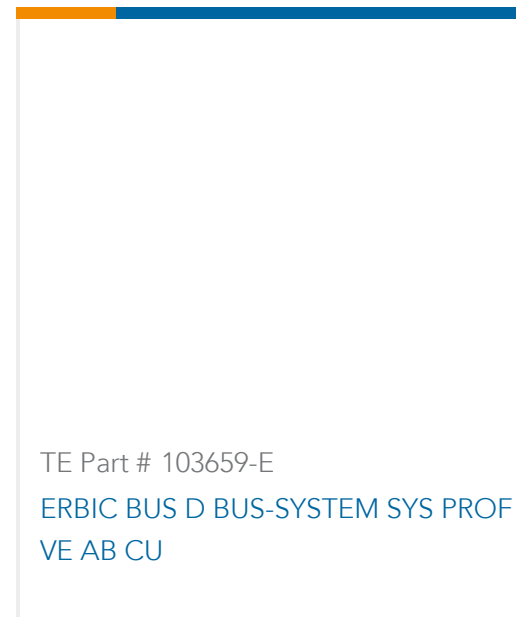 TE Part # 103659-E
ERBIC BUS D BUS-SYSTEM SYS PROF
VE AB CU